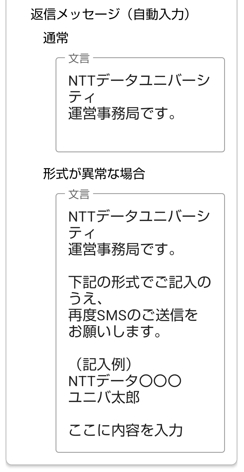 返信メッセージ（自動入力）
通常
文言
NTTデータユニバーシ
ティ
運営事務局です。
形式が異常な場合
文言
NTTデータユニバーシ
ティ
運営事務局です。
下記の形式でご記入の
うえ、
再度SMSのご送信を
お願いします。
（記入例）
NTTデータ〇〇〇
ユニバ太郎
ここに内容を入力